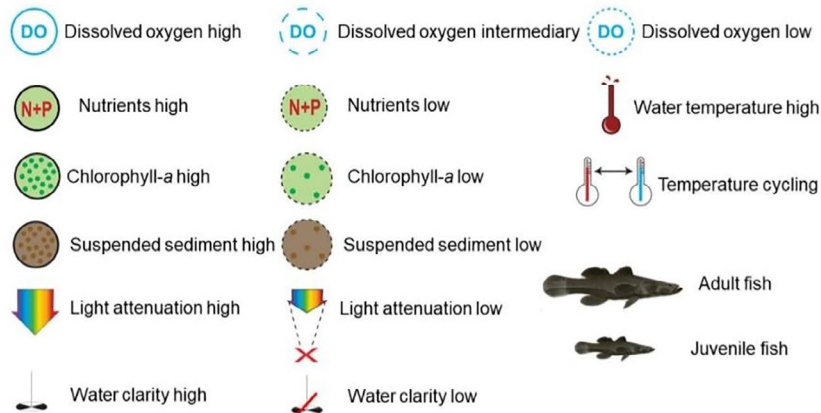 DO Dissolved oxygen high
DO Dissolved oxygen intermediary
DO Dissolved oxygen low
N+P Nutrients high
N+P Nutrients low
Water temperature high
Chlorophyll-a high
Chlorophyll-a low
Temperature cycling
Suspended sediment high
Suspended sediment low
Adult fish
Light attenuation high
Light attenuation low
Juvenile fish
Water clarity high
Water clarity low